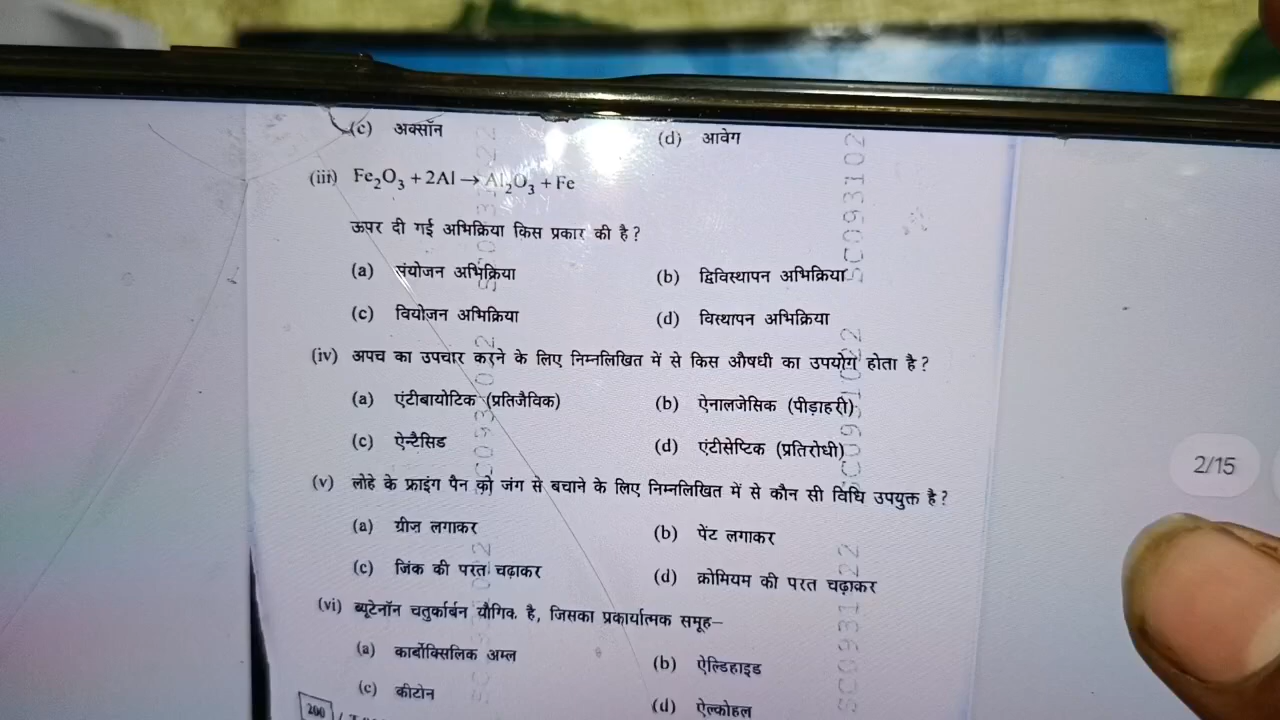 (c) अक्सॉन (d) आवेग
(iii) Fe₂O₃ + 2Al → Al₂O₃ + Fe
ऊपर दी गई अभिक्रिया किस प्रकार की है ?
(a) संयोजन अभिक्रिया (b) द्विविस्थापन अभिक्रिया
(c) वियोजन अभिक्रिया (d) विस्थापन अभिक्रिया
(iv) अपच का उपचार करने के लिए निम्नलिखित में से किस औषधी का उपयोग होता है ?
(a) एंटीबायोटिक (प्रतिजैविक) (b) ऐनालजेसिक (पीड़ाहरी)
(c) ऐन्टैसिड (d) एंटीसेप्टिक (प्रतिरोधी)
(v) लोहे के फ्राइंग पैन को जंग से बचाने के लिए निम्नलिखित में से कौन सी विधि उपयुक्त है ?
(a) ग्रीज लगाकर (b) पेंट लगाकर
(c) जिंक की परत चढ़ाकर (d) क्रोमियम की परत चढ़ाकर
(vi) ब्यूटेनॉन चतुर्कार्बन यौगिक है, जिसका प्रकार्यात्मक समूह–
(a) कार्बोक्सिलिक अम्ल (b) ऐल्डिहाइड
(c) कीटोन (d) ऐल्कोहल
200
2/15
SC093102